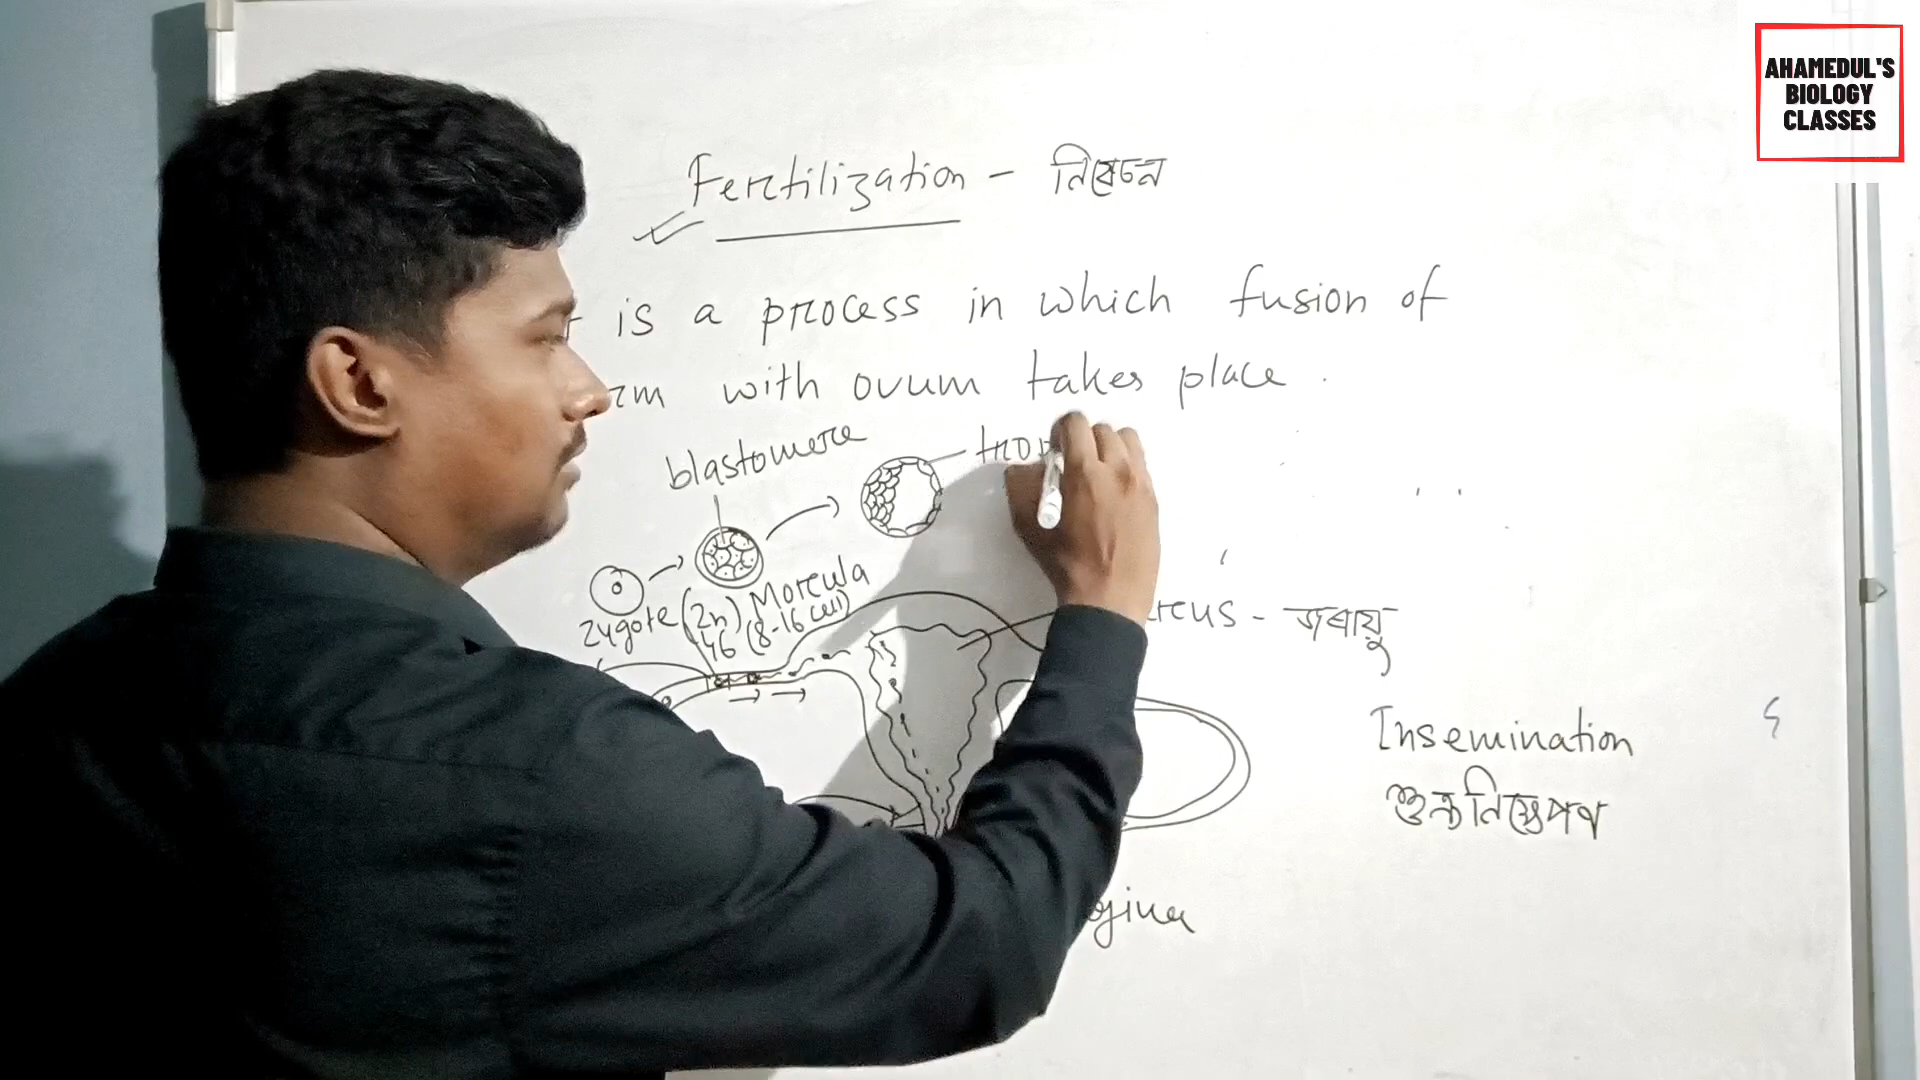 AHAMEDUL'S
BIOLOGY
CLASSES
Fertilization - নিষেচন
is a process in which fusion of
with ovum takes place.
blastomere
zygote (2n)
46
Morula
(8-16 cell)
জরায়ু
Insemination
শুক্রনিক্ষেপণ